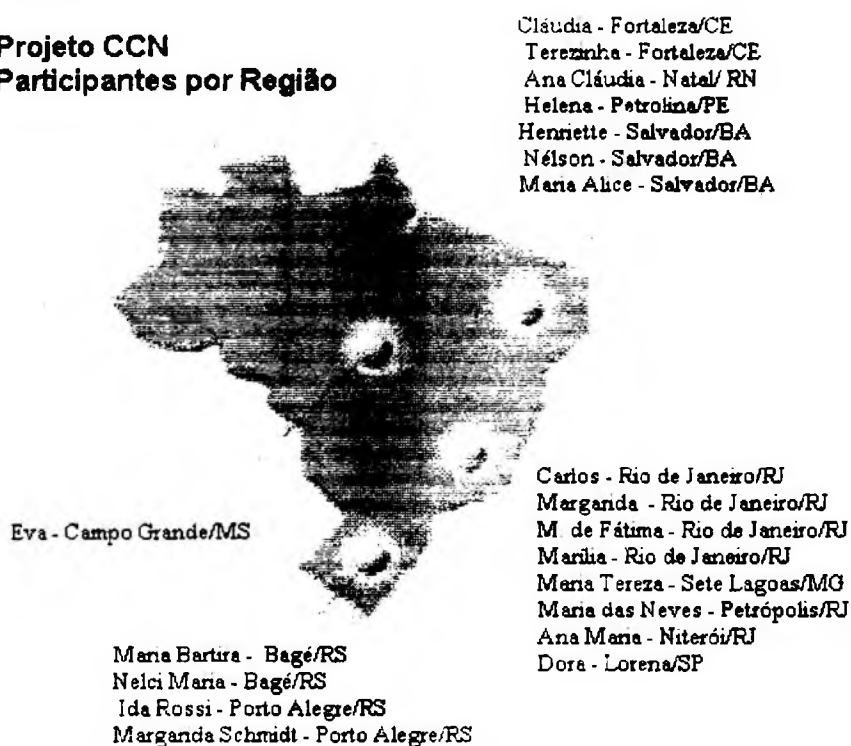 Projeto CCN
Participantes por Região
Cláudia - Fortaleza/CE
Terezinha - Fortaleza/CE
Ana Cláudia - Natal/ RN
Helena - Petrolina/PE
Henriette - Salvador/BA
Nélson - Salvador/BA
Maria Alice - Salvador/BA
Eva - Campo Grande/MS
Carlos - Rio de Janeiro/RJ
Margarida - Rio de Janeiro/RJ
M. de Fátima - Rio de Janeiro/RJ
Marília - Rio de Janeiro/RJ
Maria Tereza - Sete Lagoas/MG
Maria das Neves - Petrópolis/RJ
Ana Maria - Niterói/RJ
Dora - Lorena/SP
Maria Bartira - Bagé/RS
Nelci Maria - Bagé/RS
Ida Rossi - Porto Alegre/RS
Margarida Schmidt - Porto Alegre/RS